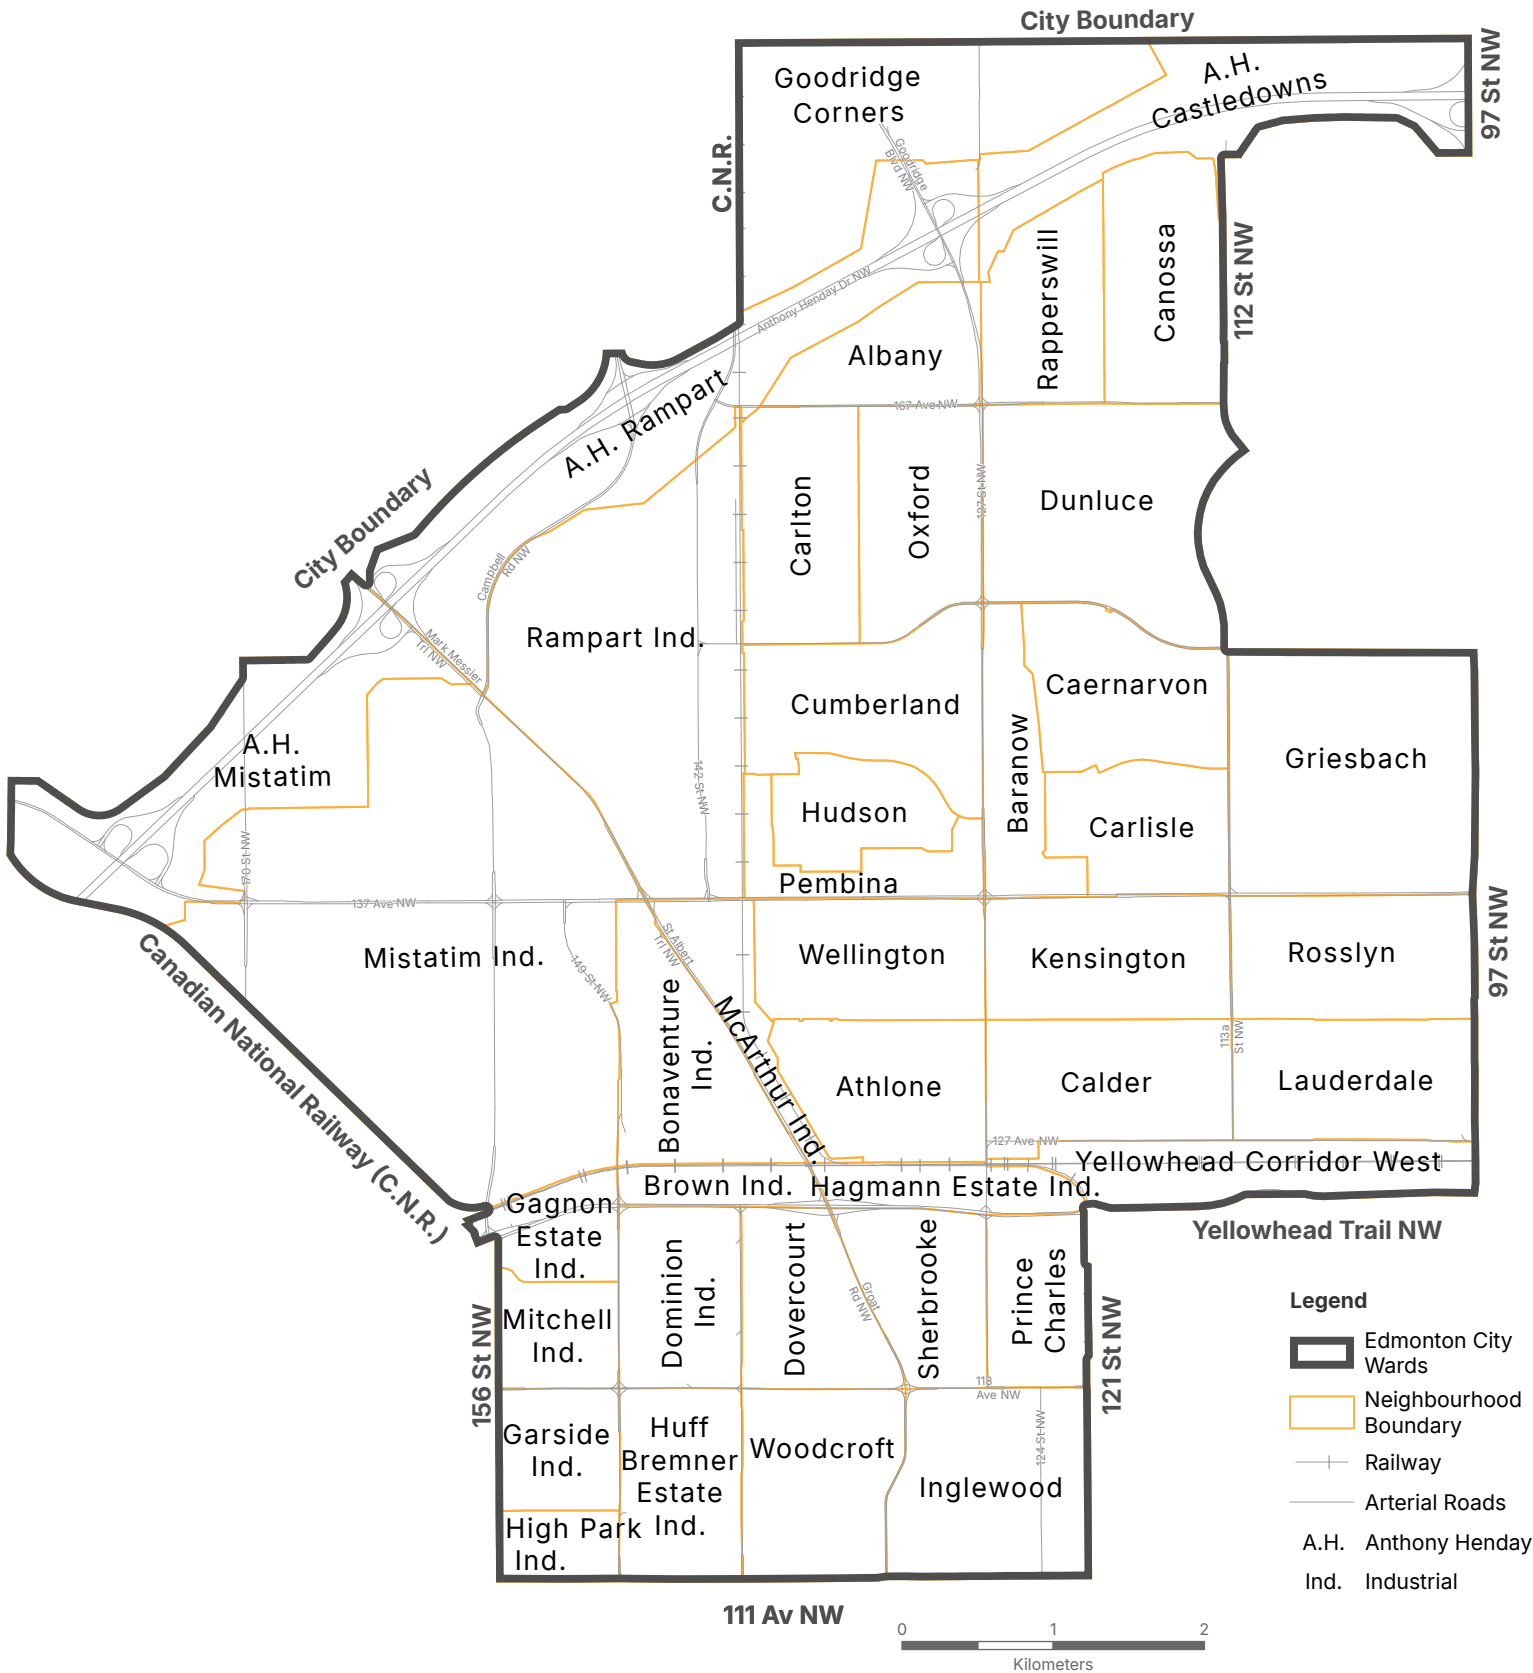 City Boundary
97 St NW
Goodridge
Corners
A.H.
Castledowns
C.N.R.
Goodridge
Blvd NW
112 St NW
Anthony Henday Dr NW
Rapperswill
Canossa
Albany
A.H. Rampart
167 Ave NW
City Boundary
Carlton
Oxford
127 St NW
Dunluce
Campbell
Rd NW
Rampart Ind.
Mark Messier
Trl NW
Cumberland
Caernarvon
Baranow
A.H.
Mistatim
142 St NW
Griesbach
Hudson
Carlisle
170 St NW
Pembina
137 Ave NW
97 St NW
Mistatim Ind.
149 St NW
St Albert
Trl NW
Wellington
Kensington
Rosslyn
Canadian National Railway (C.N.R.)
Bonaventure
Ind.
McArthur Ind.
113a
St NW
Athlone
Calder
Lauderdale
127 Ave NW
Yellowhead Corridor West
Brown Ind.
Hagmann Estate Ind.
Gagnon
Estate
Ind.
Yellowhead Trail NW
Dominion
Ind.
Dovercourt
Groat
Rd NW
Sherbrooke
Prince
Charles
Mitchell
Ind.
156 St NW
121 St NW
118
Ave NW
Garside
Ind.
Huff
Bremner
Estate
Ind.
Woodcroft
Inglewood
124 St NW
High Park
Ind.
111 Av NW
Legend
Edmonton City
Wards
Neighbourhood
Boundary
Railway
Arterial Roads
A.H. Anthony Henday
Ind. Industrial
0 1 2
Kilometers